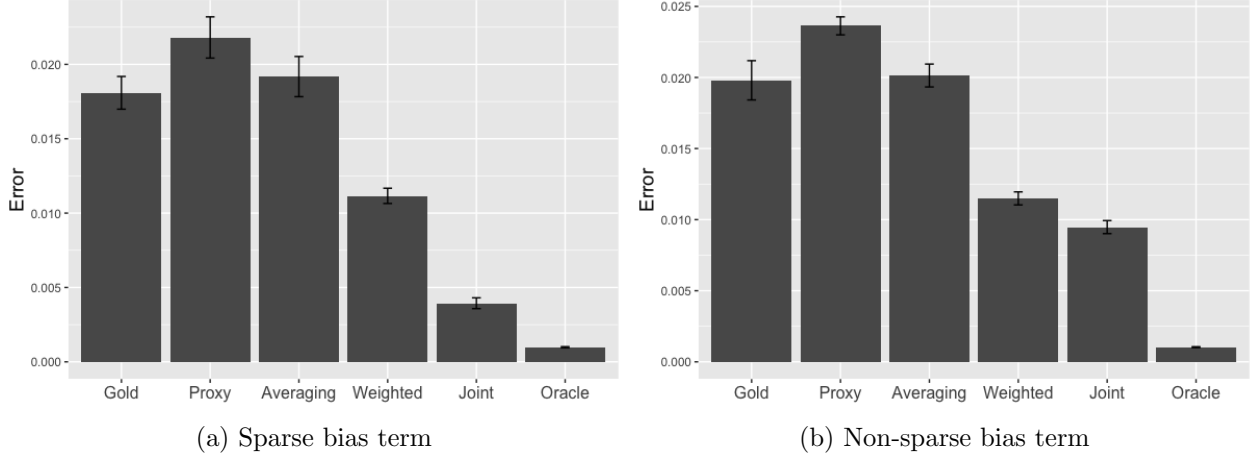 Error
0.020
0.015
0.010
0.005
0.000
Gold Proxy Averaging Weighted Joint Oracle
(a) Sparse bias term
Error
0.025
0.020
0.015
0.010
0.005
0.000
Gold Proxy Averaging Weighted Joint Oracle
(b) Non-sparse bias term